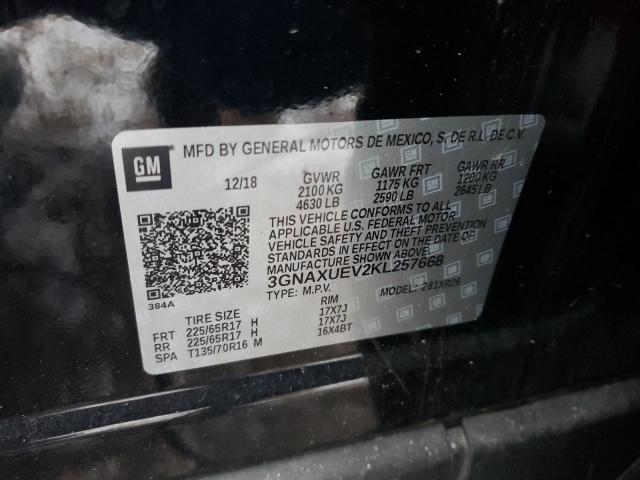 GM
MFD BY GENERAL MOTORS DE MEXICO, S. DE R.L. DE C.V.
12/18 GVWR GAWR FRT GAWR RR
2100 KG 1175 KG 1200 KG
4630 LB 2590 LB 2645 LB
THIS VEHICLE CONFORMS TO ALL
APPLICABLE U.S. FEDERAL MOTOR
VEHICLE SAFETY AND THEFT PREVENTION
STANDARDS IN EFFECT ON THE DATE OF
MANUFACTURE SHOWN ABOVE.
3GNAXUEV2KL257668
TYPE: M.P.V. MODEL: 281XR26
384A
TIRE SIZE RIM
FRT 225/65R17 H 17X7J
RR 225/65R17 H 17X7J
SPA T135/70R16 M 16X4BT